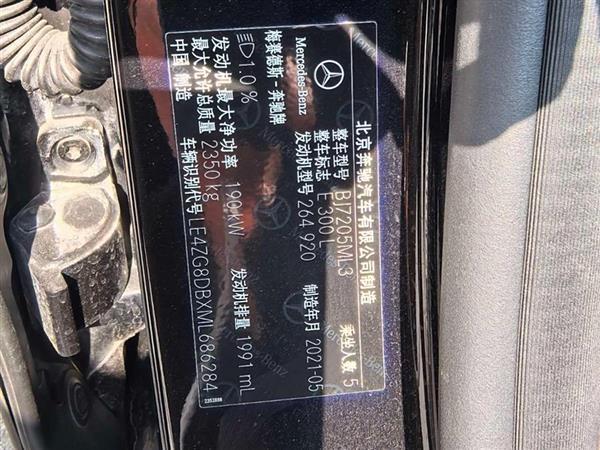 北京奔驰汽车有限公司制造
Mercedes-Benz
梅赛德斯-奔驰牌
整车型号 BJ7205ML3 乘坐人数 5
整车标志 E 300 L
发动机型号 264 920 制造年月 2021-05
1.0 %
发动机最大净功率 190 kW 发动机排量 1991 mL
最大允许总质量 2350 kg
中国 制造 车辆识别代号 LE4ZG8DBXML686284
2352888